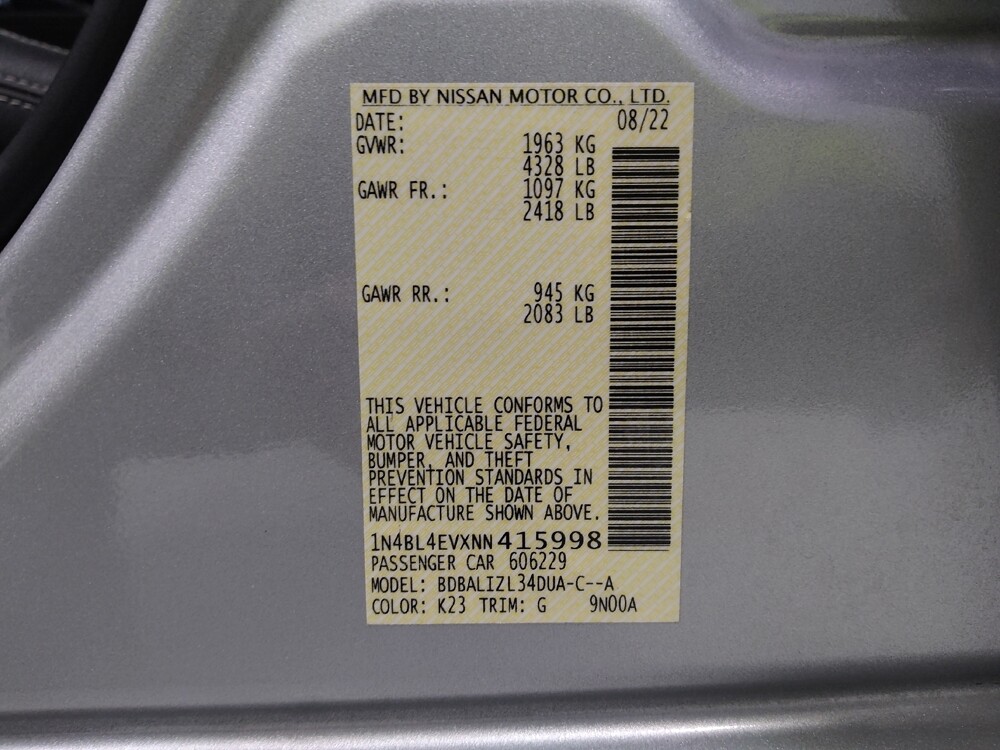 MFD BY NISSAN MOTOR CO., LTD.
DATE: 08/22
GVWR: 1963 KG
4328 LB
GAWR FR.: 1097 KG
2418 LB
GAWR RR.: 945 KG
2083 LB
THIS VEHICLE CONFORMS TO
ALL APPLICABLE FEDERAL
MOTOR VEHICLE SAFETY,
BUMPER, AND THEFT
PREVENTION STANDARDS IN
EFFECT ON THE DATE OF
MANUFACTURE SHOWN ABOVE.
1N4BL4EVXNN415998
PASSENGER CAR 606229
MODEL: BDBALIZL34DUA-C--A
COLOR: K23 TRIM: G 9N00A